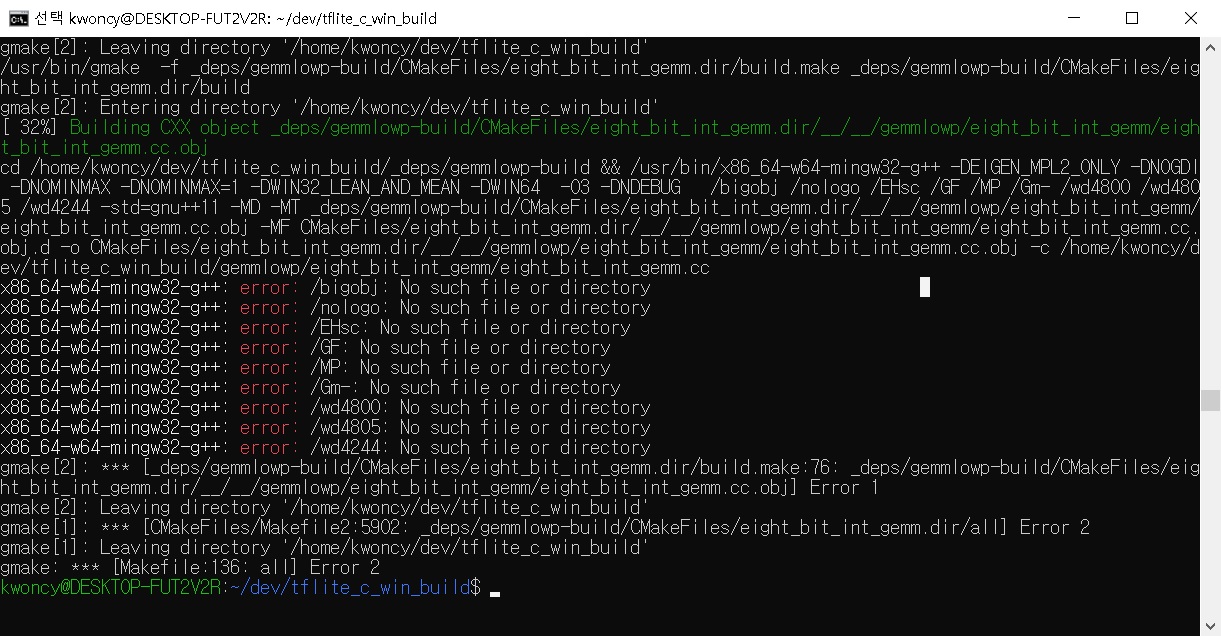 선택 kwoncy@DESKTOP-FUT2V2R: ~/dev/tflite_c_win_build
gmake[2]: Leaving directory '/home/kwoncy/dev/tflite_c_win_build'
/usr/bin/gmake  -f _deps/gemmlowp-build/CMakeFiles/eight_bit_int_gemm.dir/build.make _deps/gemmlowp-build/CMakeFiles/eig
ht_bit_int_gemm.dir/build
gmake[2]: Entering directory '/home/kwoncy/dev/tflite_c_win_build'
[ 32%] Building CXX object _deps/gemmlowp-build/CMakeFiles/eight_bit_int_gemm.dir/__/__/gemmlowp/eight_bit_int_gemm/eigh
t_bit_int_gemm.cc.obj
cd /home/kwoncy/dev/tflite_c_win_build/_deps/gemmlowp-build && /usr/bin/x86_64-w64-mingw32-g++ -DEIGEN_MPL2_ONLY -DNOGDI
 -DNOMINMAX -DNOMINMAX=1 -DWIN32_LEAN_AND_MEAN -DWIN64  -O3 -DNDEBUG   /bigobj /nologo /EHsc /GF /MP /Gm- /wd4800 /wd480
5 /wd4244 -std=gnu++11 -MD -MT _deps/gemmlowp-build/CMakeFiles/eight_bit_int_gemm.dir/__/__/gemmlowp/eight_bit_int_gemm/
eight_bit_int_gemm.cc.obj -MF CMakeFiles/eight_bit_int_gemm.dir/__/__/gemmlowp/eight_bit_int_gemm/eight_bit_int_gemm.cc.
obj.d -o CMakeFiles/eight_bit_int_gemm.dir/__/__/gemmlowp/eight_bit_int_gemm/eight_bit_int_gemm.cc.obj -c /home/kwoncy/d
ev/tflite_c_win_build/gemmlowp/eight_bit_int_gemm/eight_bit_int_gemm.cc
x86_64-w64-mingw32-g++: error: /bigobj: No such file or directory
x86_64-w64-mingw32-g++: error: /nologo: No such file or directory
x86_64-w64-mingw32-g++: error: /EHsc: No such file or directory
x86_64-w64-mingw32-g++: error: /GF: No such file or directory
x86_64-w64-mingw32-g++: error: /MP: No such file or directory
x86_64-w64-mingw32-g++: error: /Gm-: No such file or directory
x86_64-w64-mingw32-g++: error: /wd4800: No such file or directory
x86_64-w64-mingw32-g++: error: /wd4805: No such file or directory
x86_64-w64-mingw32-g++: error: /wd4244: No such file or directory
gmake[2]: *** [_deps/gemmlowp-build/CMakeFiles/eight_bit_int_gemm.dir/build.make:76: _deps/gemmlowp-build/CMakeFiles/eig
ht_bit_int_gemm.dir/__/__/gemmlowp/eight_bit_int_gemm/eight_bit_int_gemm.cc.obj] Error 1
gmake[2]: Leaving directory '/home/kwoncy/dev/tflite_c_win_build'
gmake[1]: *** [CMakeFiles/Makefile2:5902: _deps/gemmlowp-build/CMakeFiles/eight_bit_int_gemm.dir/all] Error 2
gmake[1]: Leaving directory '/home/kwoncy/dev/tflite_c_win_build'
gmake: *** [Makefile:136: all] Error 2
kwoncy@DESKTOP-FUT2V2R:~/dev/tflite_c_win_build$